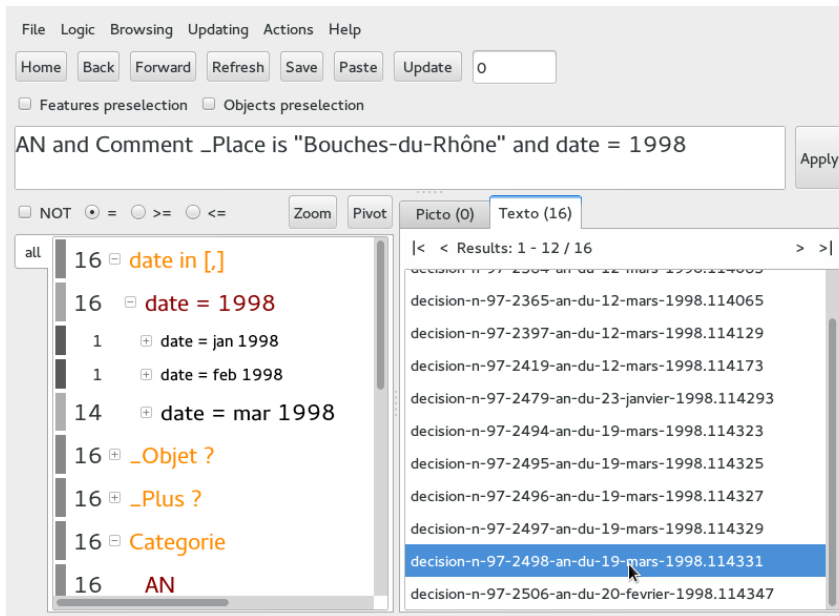 File Logic Browsing Updating Actions Help
Home Back Forward Refresh Save Paste Update 0
Features preselection Objects preselection
AN and Comment _Place is "Bouches-du-Rhône" and date = 1998
Apply
NOT = >= <= Zoom Pivot
Picto (0) Texto (16)
all
16 date in [,]
16 date = 1998
1 date = jan 1998
1 date = feb 1998
14 date = mar 1998
16 _Objet ?
16 _Plus ?
16 Categorie
16 AN
|< < Results: 1 - 12 / 16 > >|
decision-n-97-2365-an-du-12-mars-1998.114065
decision-n-97-2397-an-du-12-mars-1998.114129
decision-n-97-2419-an-du-12-mars-1998.114173
decision-n-97-2479-an-du-23-janvier-1998.114293
decision-n-97-2494-an-du-19-mars-1998.114323
decision-n-97-2495-an-du-19-mars-1998.114325
decision-n-97-2496-an-du-19-mars-1998.114327
decision-n-97-2497-an-du-19-mars-1998.114329
decision-n-97-2498-an-du-19-mars-1998.114331
decision-n-97-2506-an-du-20-fevrier-1998.114347